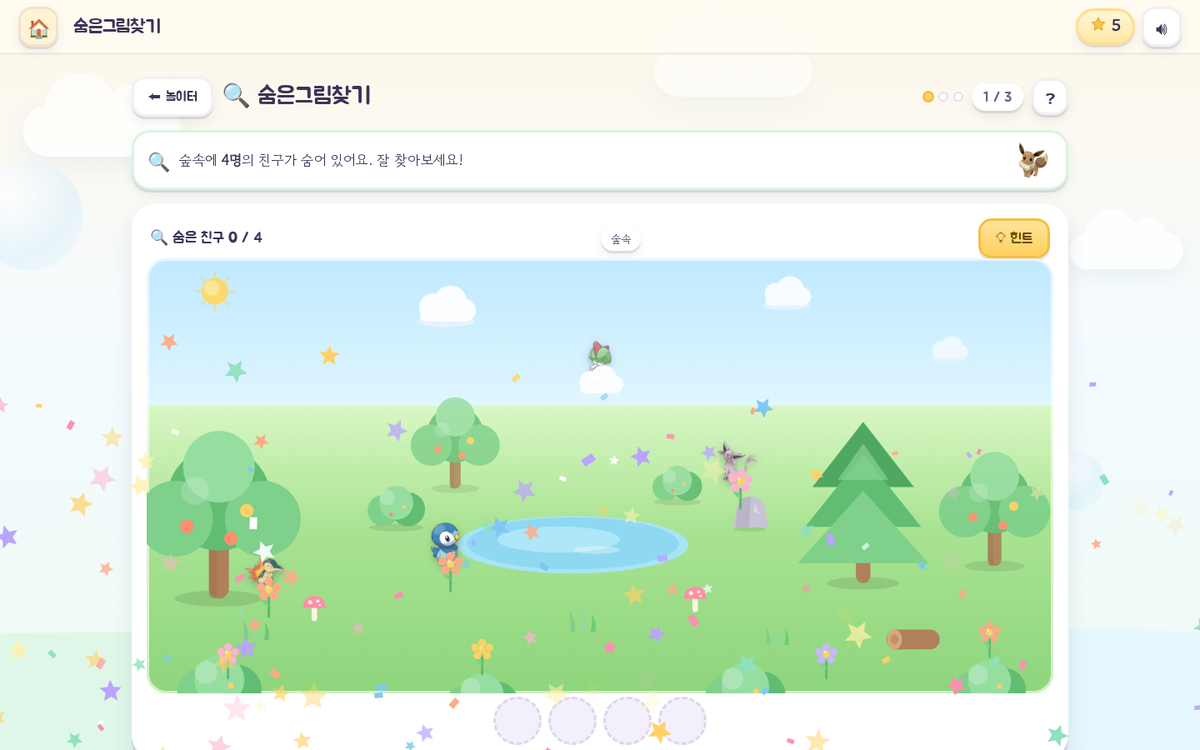 숨은그림찾기
5
놀이터
숨은그림찾기
1 / 3
?
숲속에 4명의 친구가 숨어 있어요. 잘 찾아보세요!
숨은 친구 0 / 4
숲속
힌트